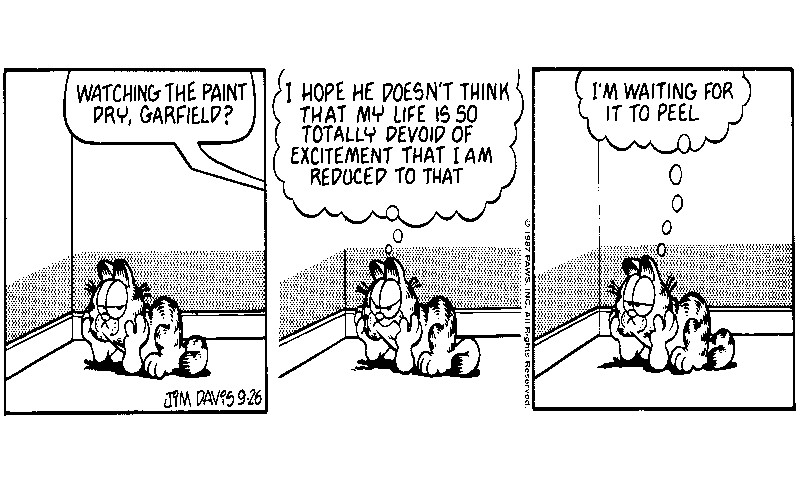 WATCHING THE PAINT
DRY, GARFIELD?
JIM DAVIS 9-26
I HOPE HE DOESN'T THINK
THAT MY LIFE IS SO
TOTALLY DEVOID OF
EXCITEMENT THAT I AM
REDUCED TO THAT
© 1987 PAWS, INC. All Rights Reserved.
I'M WAITING FOR
IT TO PEEL